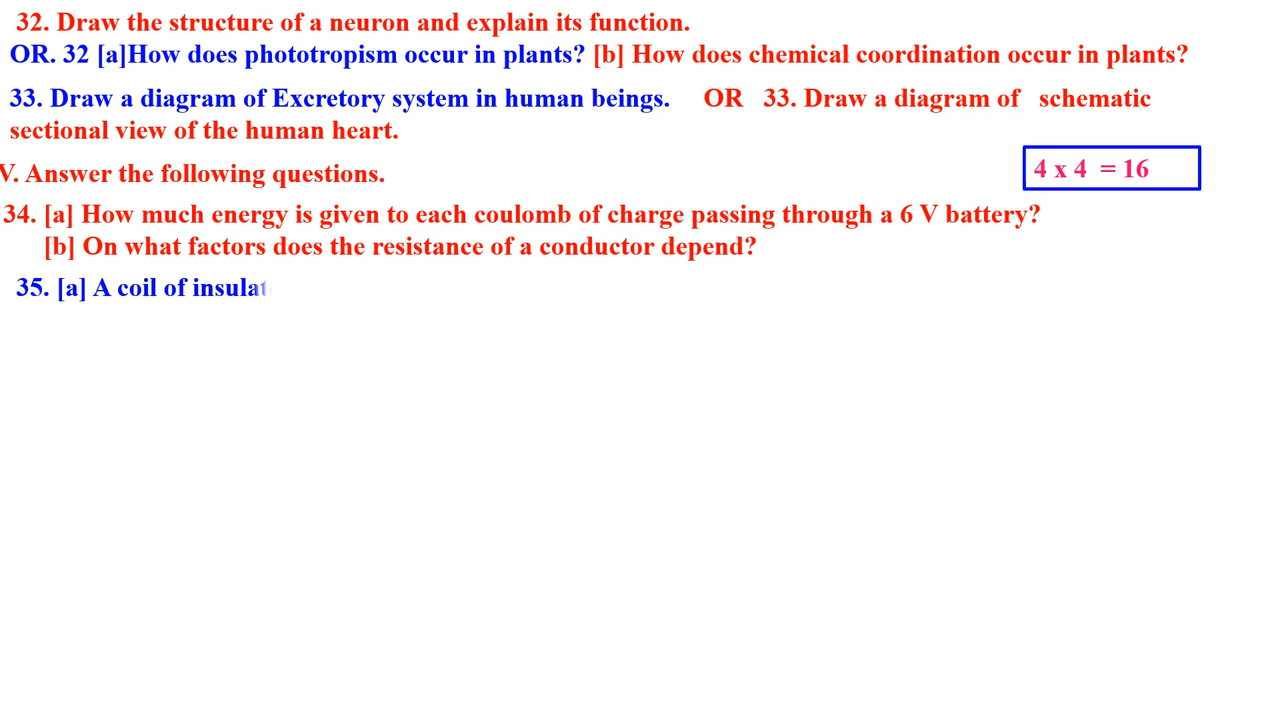 32. Draw the structure of a neuron and explain its function.
OR. 32 [a]How does phototropism occur in plants? [b] How does chemical coordination occur in plants?
33. Draw a diagram of Excretory system in human beings. OR 33. Draw a diagram of schematic
sectional view of the human heart.
V. Answer the following questions. 4 x 4 = 16
34. [a] How much energy is given to each coulomb of charge passing through a 6 V battery?
[b] On what factors does the resistance of a conductor depend?
35. [a] A coil of